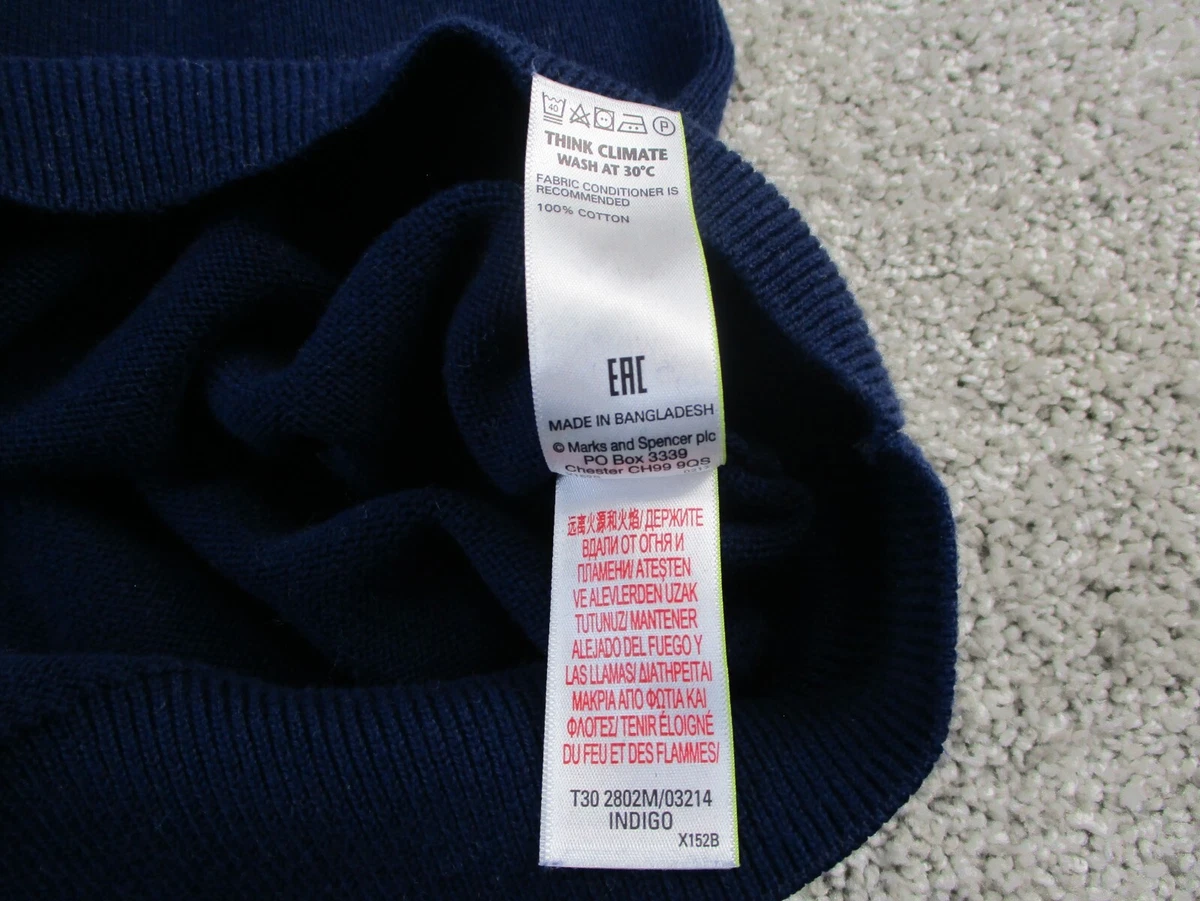 40
P
THINK CLIMATE
WASH AT 30°C
FABRIC CONDITIONER IS
RECOMMENDED
100% COTTON
EAC
MADE IN BANGLADESH
© Marks and Spencer plc
PO Box 3339
Chester CH99 9QS
远离火源和火焰/ ДЕРЖИТЕ
ВДАЛИ ОТ ОГНЯ И
ПЛАМЕНИ/ ATEŞTEN
VE ALEVLERDEN UZAK
TUTUNUZ/ MANTENER
ALEJADO DEL FUEGO Y
LAS LLAMAS/ ΔΙΑΤΗΡΕΙΤΑΙ
ΜΑΚΡΙΑ ΑΠΟ ΦΩΤΙΑ ΚΑΙ
ΦΛΟΓΕΣ/ TENIR ÉLOIGNÉ
DU FEU ET DES FLAMMES/
T30 2802M/03214
INDIGO
X152B